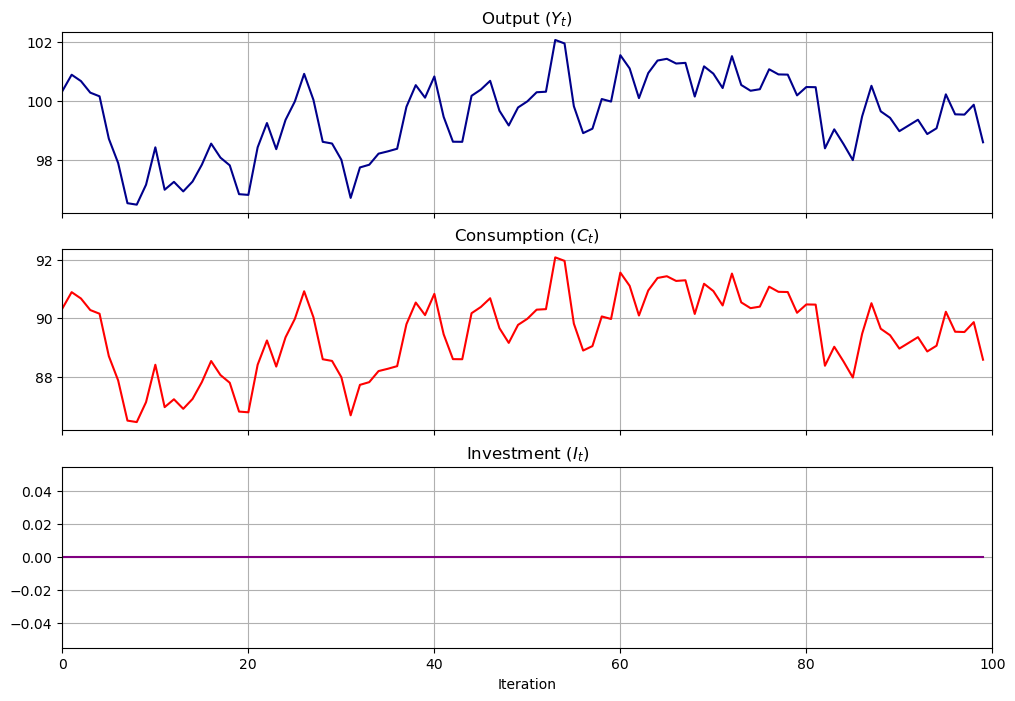 Output (Y_t)
102
100
98
Consumption (C_t)
92
90
88
Investment (I_t)
0.04
0.02
0.00
−0.02
−0.04
0 20 40 60 80 100
Iteration